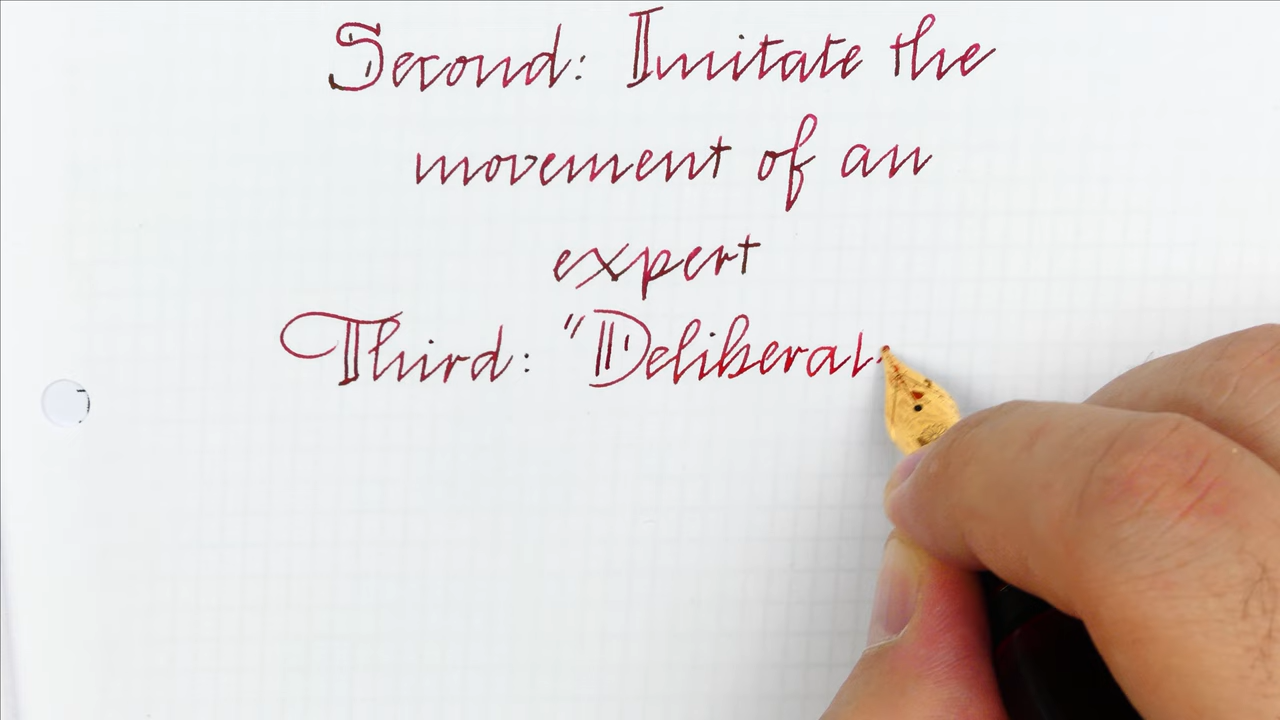 Second: Imitate the
movement of an
expert
Third: "Deliberat